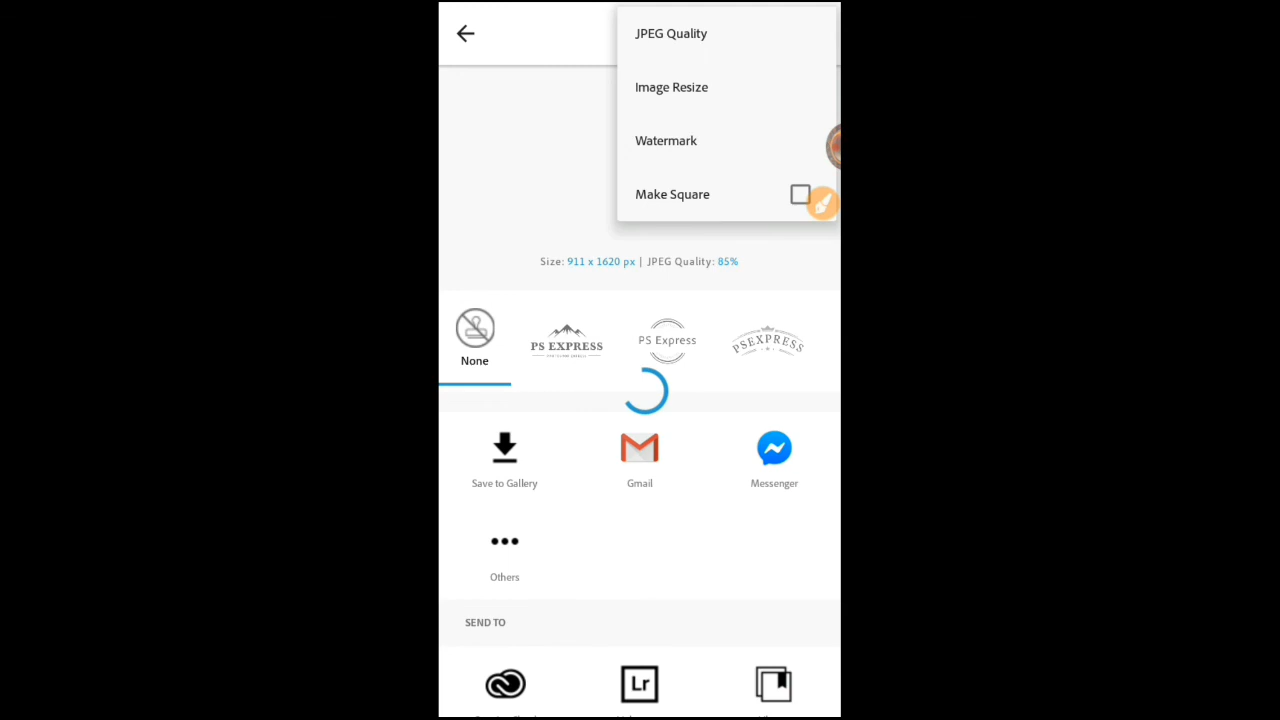 JPEG Quality
Image Resize
Watermark
Make Square
Size: 911 x 1620 px | JPEG Quality: 85%
None
PS EXPRESS
PS Express
PSEXPRESS
Save to Gallery
Gmail
Messenger
Others
SEND TO
Lr